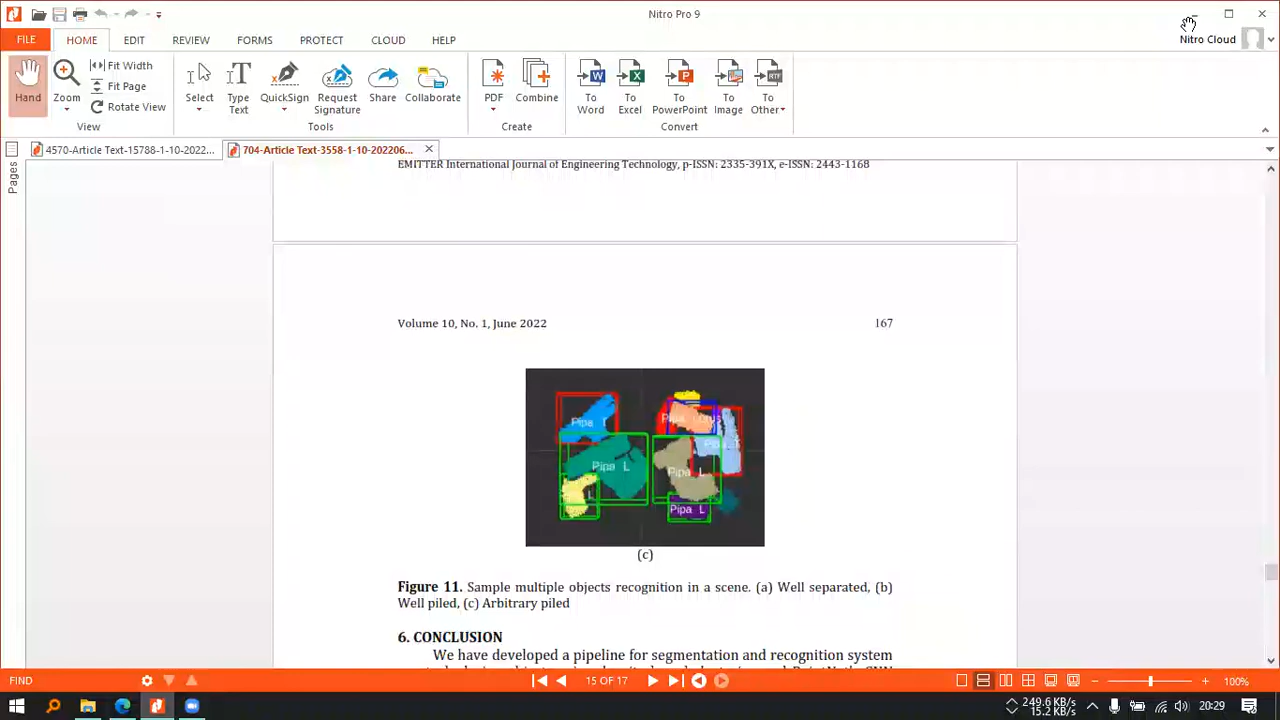 Nitro Pro 9
FILE
HOME
EDIT
REVIEW
FORMS
PROTECT
CLOUD
HELP
Nitro Cloud
Hand
Zoom
Fit Width
Fit Page
Rotate View
View
Select
Type Text
QuickSign
Request Signature
Share
Collaborate
Tools
PDF
Combine
Create
To Word
To Excel
To PowerPoint
To Image
To Other
Convert
4570-Article Text-15788-1-10-2022...
704-Article Text-3558-1-10-202206...
Pages
EMITTER International Journal of Engineering Technology, p-ISSN: 2335-391X, e-ISSN: 2443-1168
Volume 10, No. 1, June 2022 167
Pipa
Pipa
Pipa L
Pipa L
L
Pipa L
(c)
Figure 11. Sample multiple objects recognition in a scene. (a) Well separated, (b)
Well piled, (c) Arbitrary piled
6. CONCLUSION
We have developed a pipeline for segmentation and recognition system
FIND
15 OF 17
100%
249.6 KB/s
15.2 KB/s
20:29